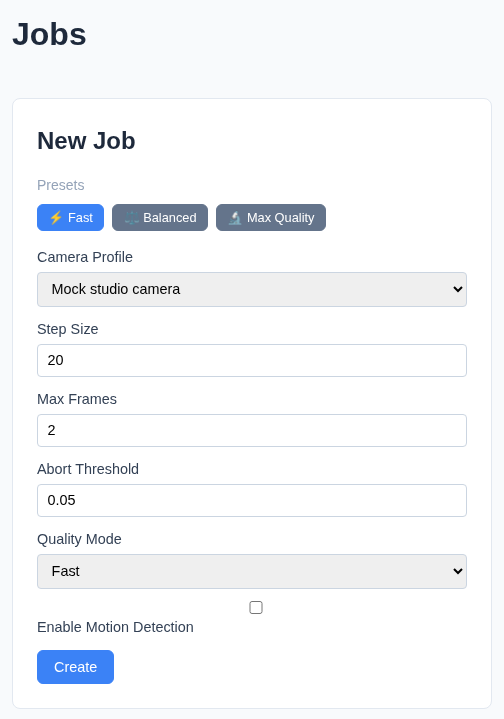 Jobs
New Job
Presets
⚡ Fast ⚖️ Balanced 🔬 Max Quality
Camera Profile
Mock studio camera
Step Size
20
Max Frames
2
Abort Threshold
0.05
Quality Mode
Fast
Enable Motion Detection
Create